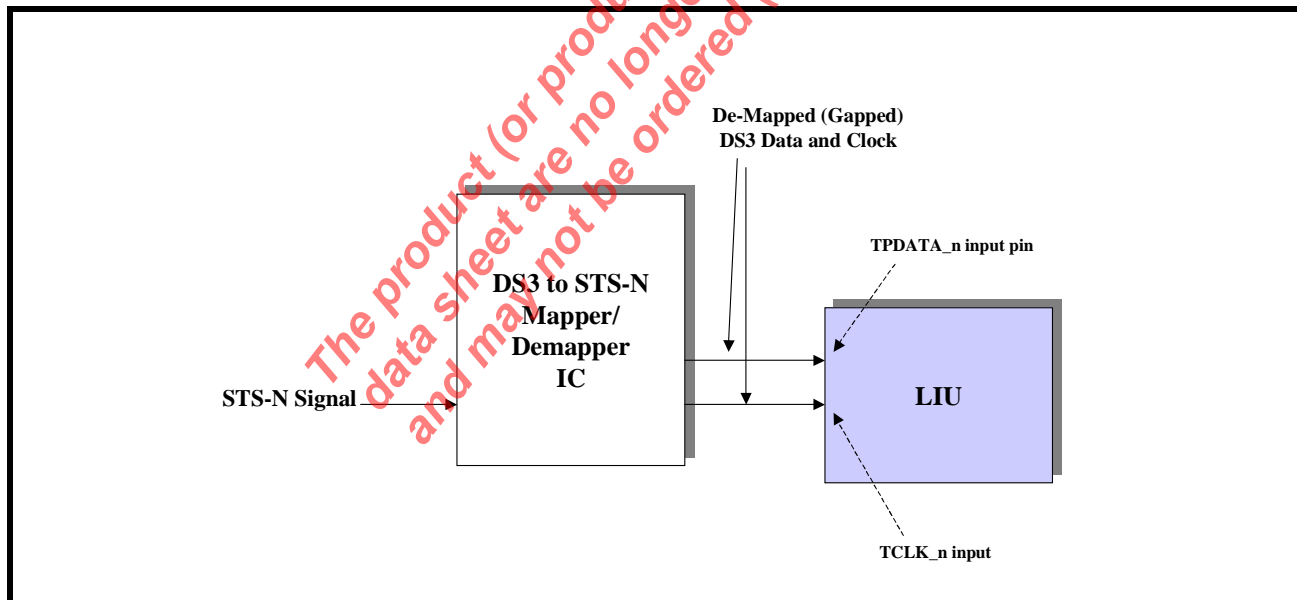 The product (or produ
data sheet are no longe
and may not be ordered (
De-Mapped (Gapped)
DS3 Data and Clock
TPDATA_n input pin
DS3 to STS-N
Mapper/
Demapper
IC
STS-N Signal
LIU
TCLK_n input